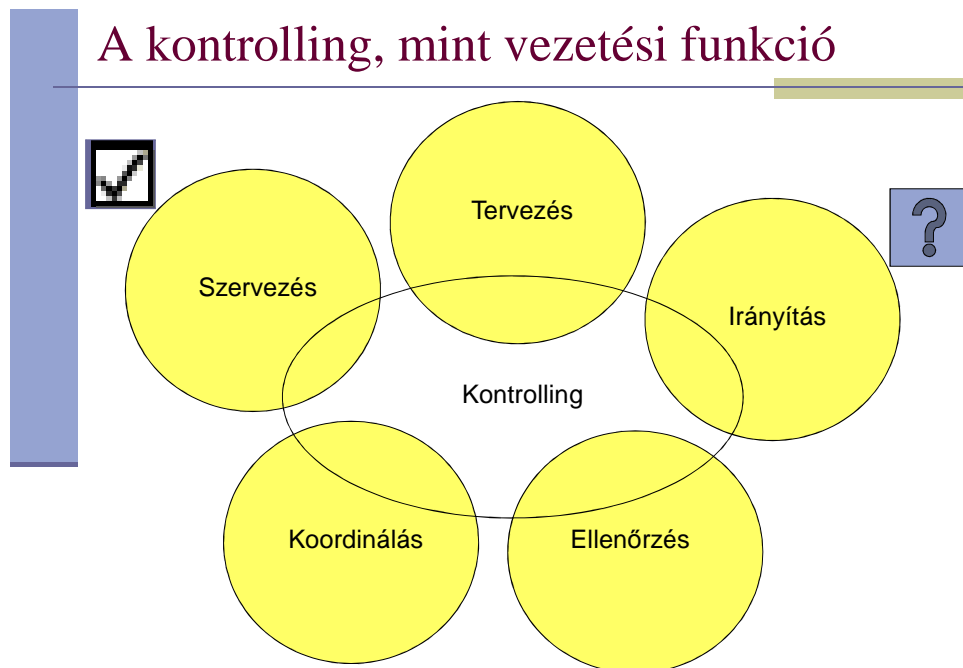 A kontrolling, mint vezetési funkció
Tervezés
Szervezés
Irányítás
Kontrolling
Koordinálás
Ellenőrzés